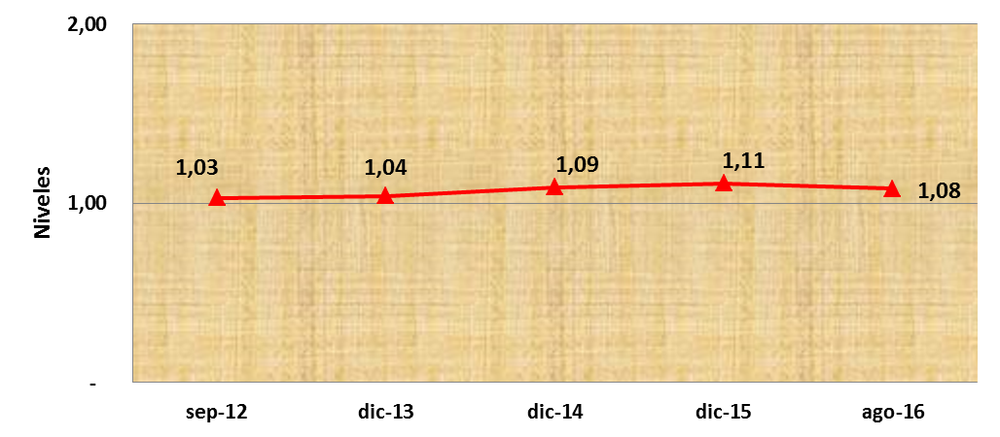 2,00
1,03
1,04
1,09
1,11
1,08
1,00
Niveles
-
sep-12
dic-13
dic-14
dic-15
ago-16